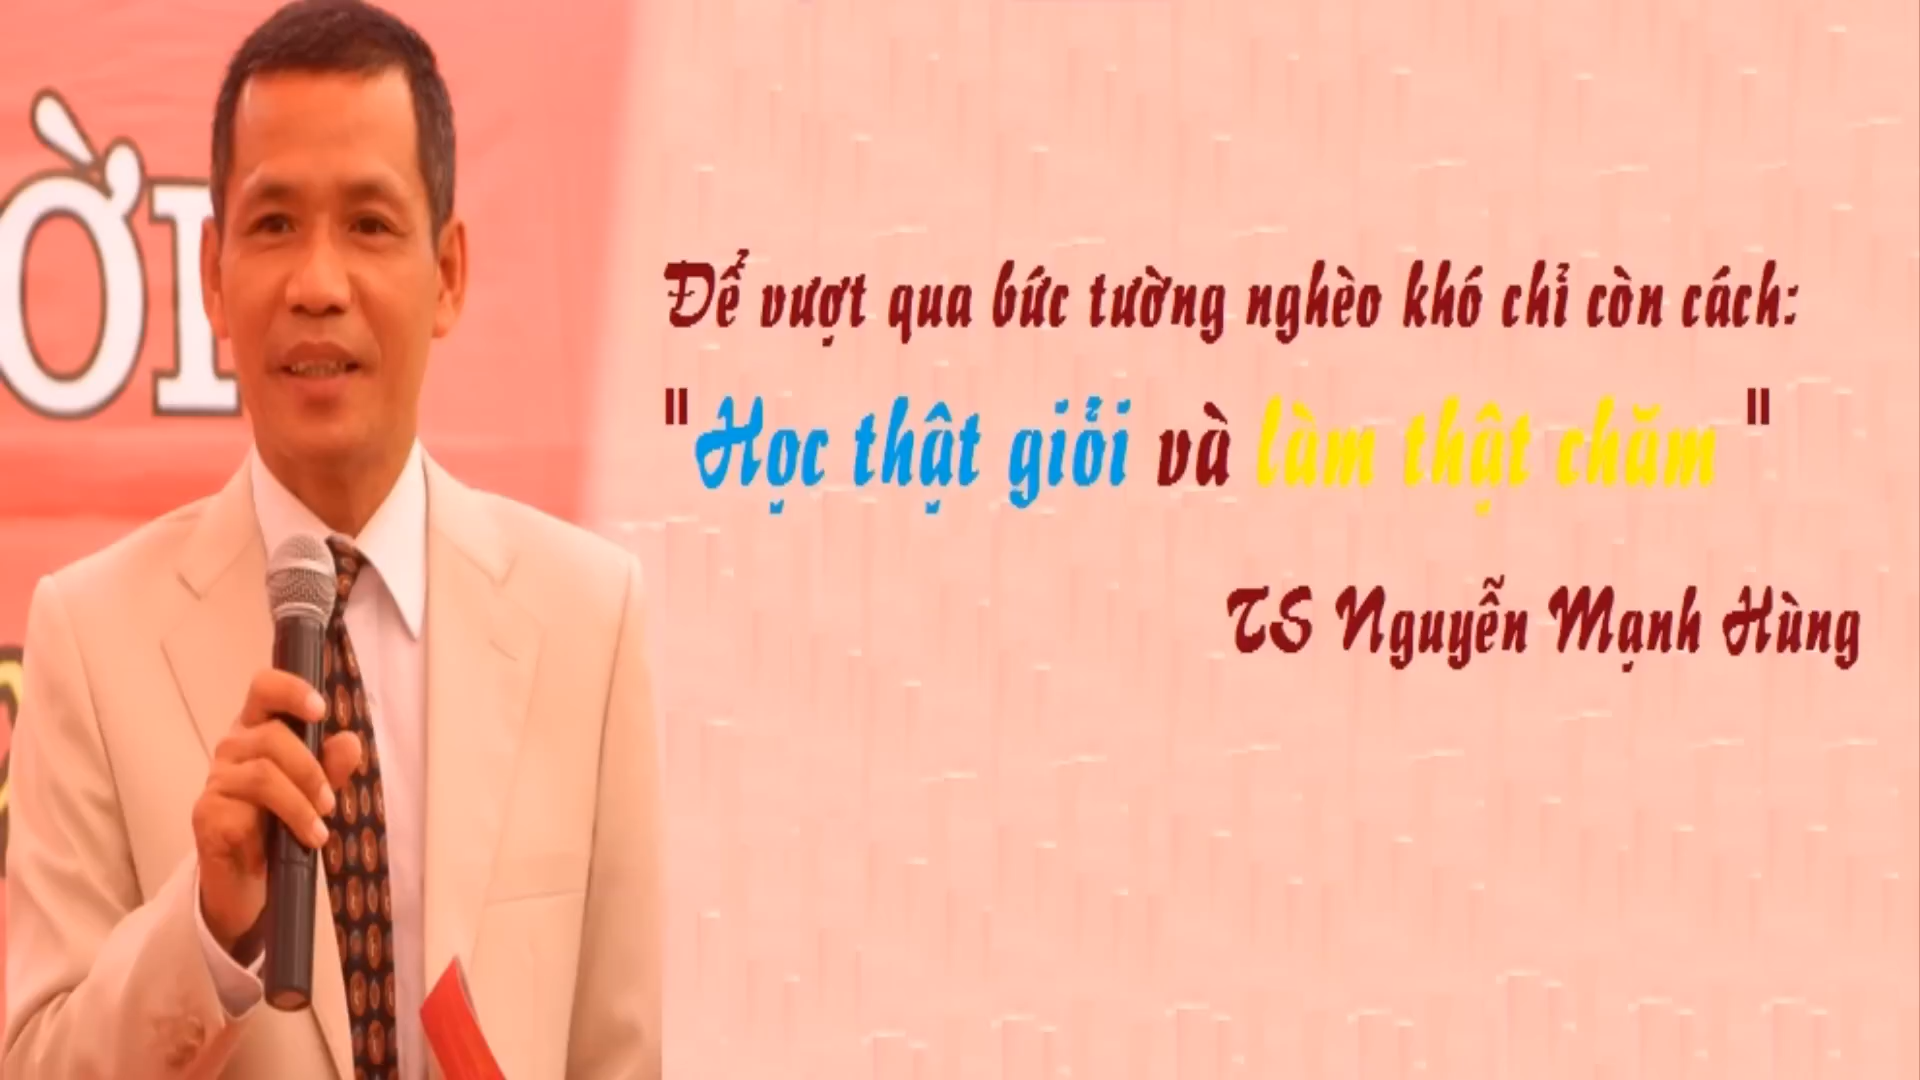 ỜI
Để vượt qua bức tường nghèo khó chỉ còn cách:
"Học thật giỏi và làm thật chăm "
TS Nguyễn Mạnh Hùng